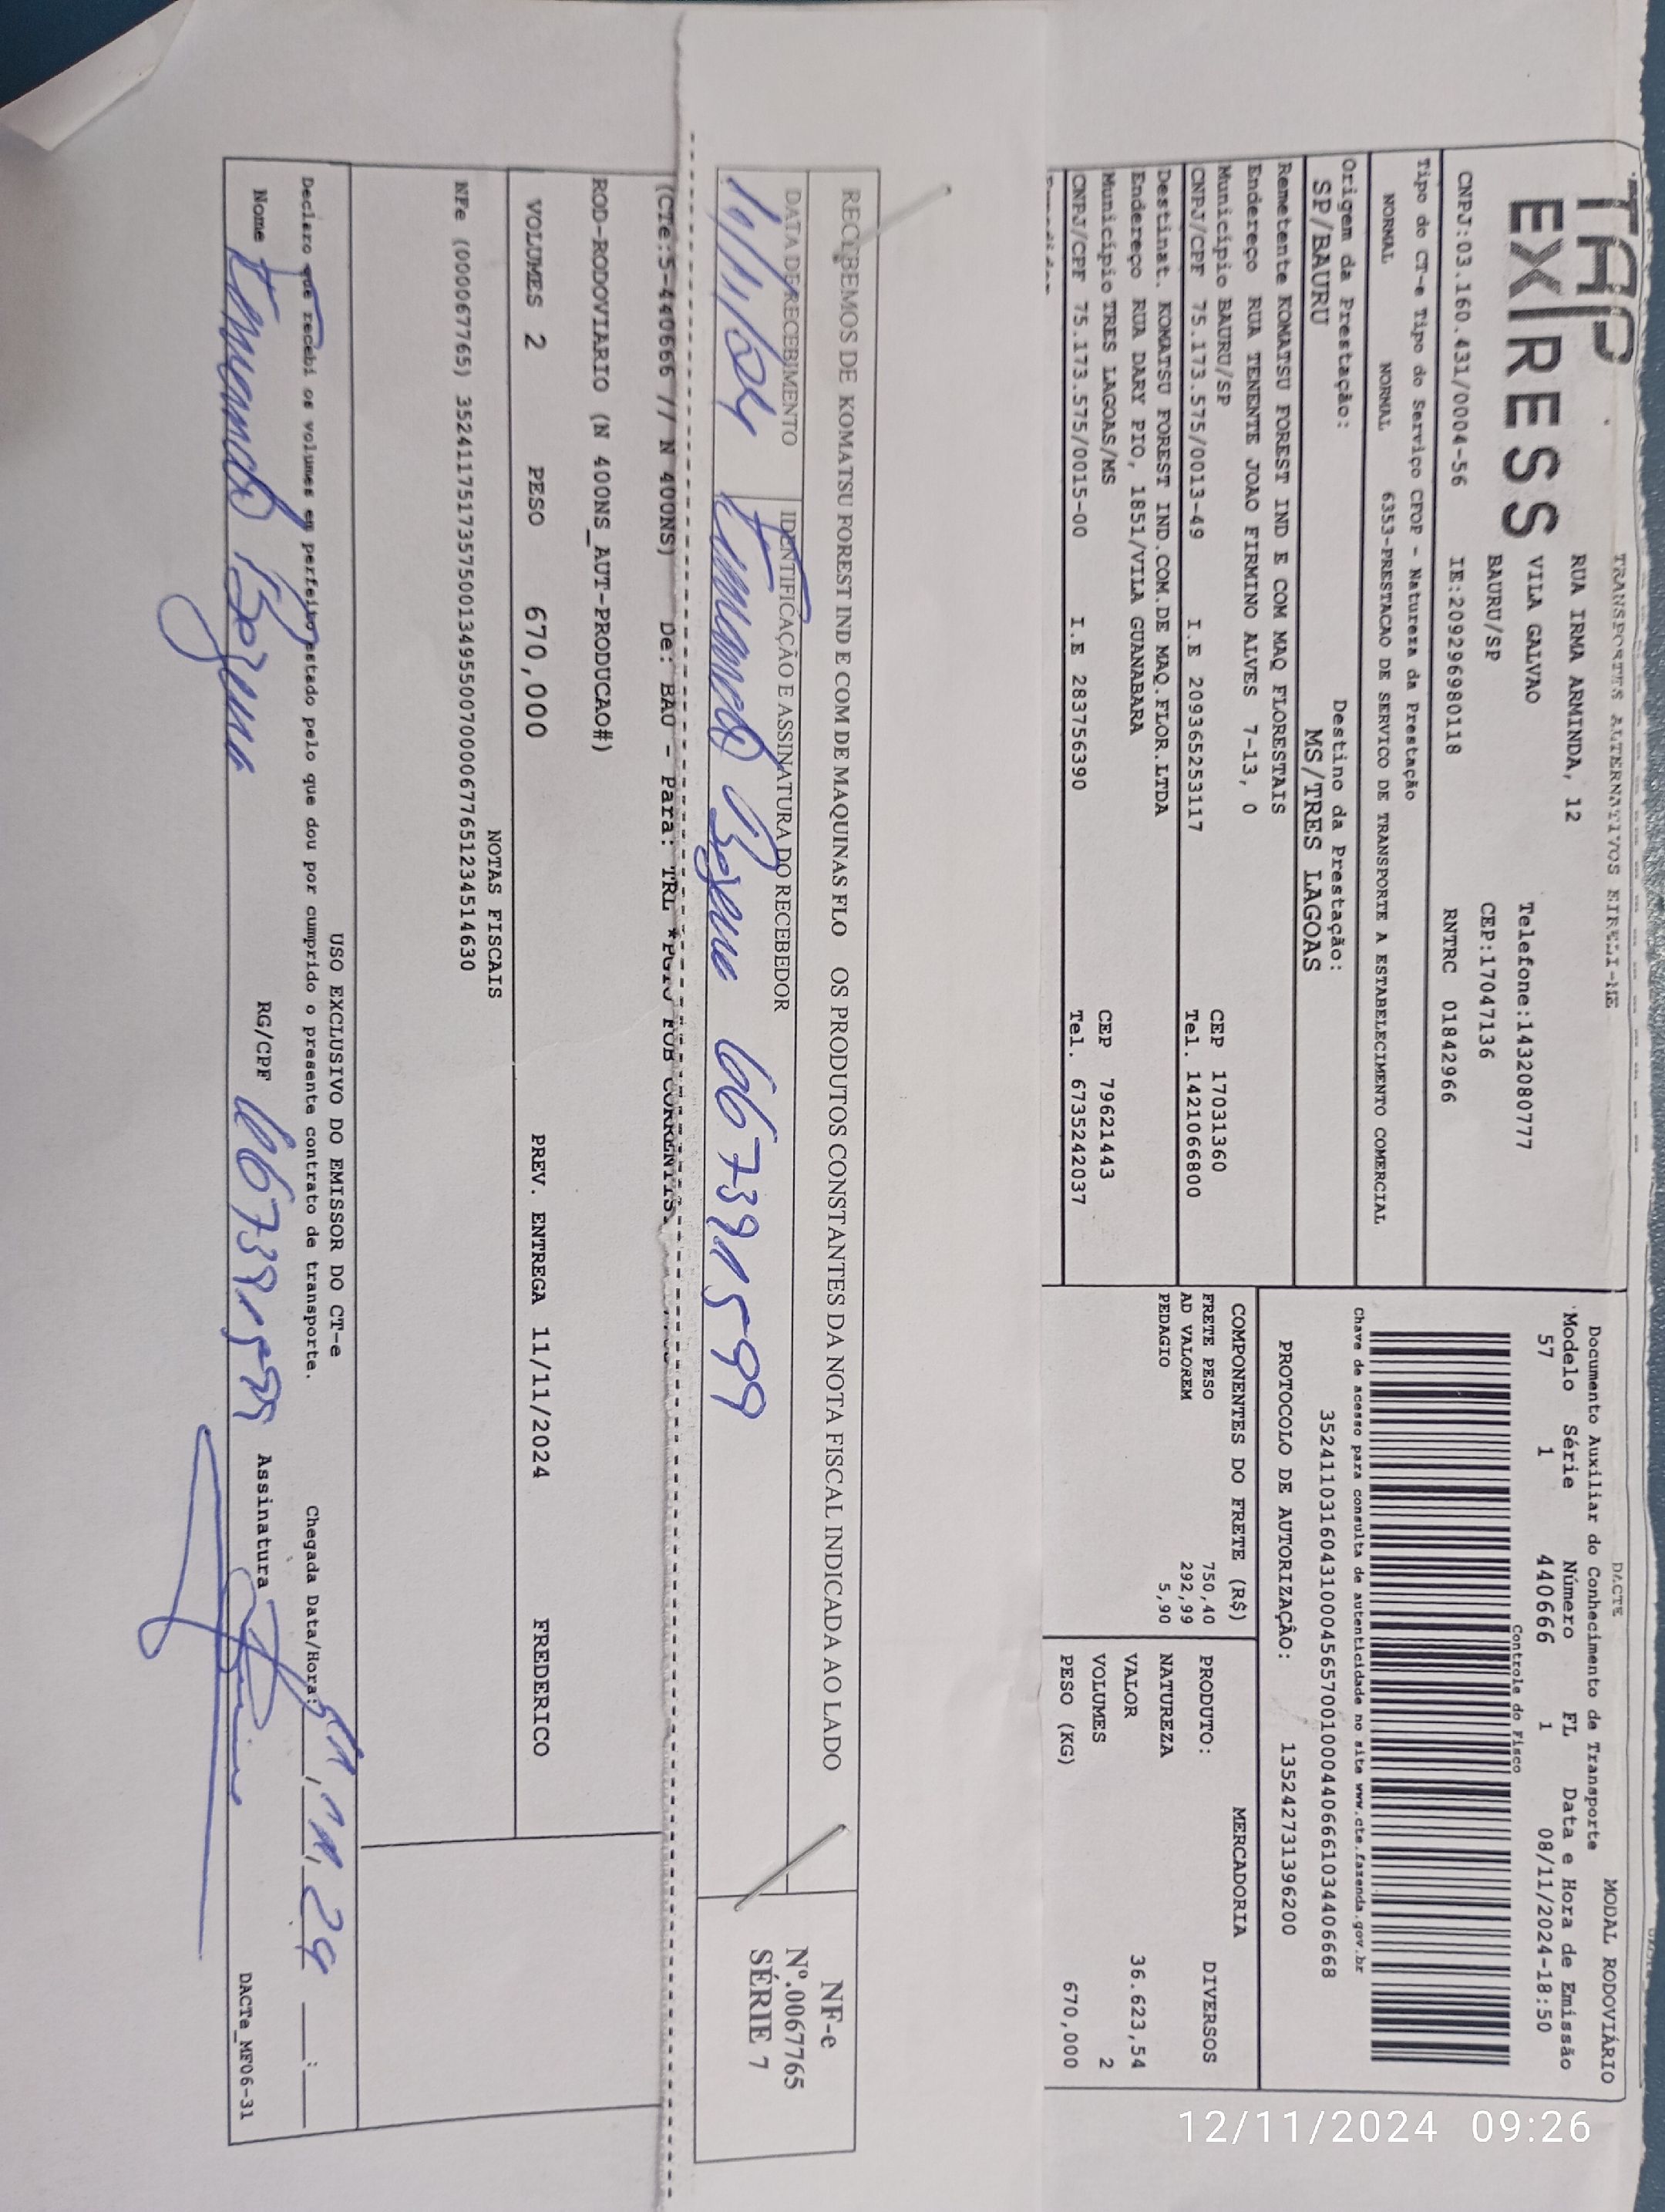 TRANSPORTES ALTERNATIVOS EIRELI-ME
TAP
EXPRESS
RUA IRMA ARMINDA, 12
VILA GALVAO
Telefone:1432080777
BAURU/SP
CEP:17047136
CNPJ:03.160.431/0004-56 IE:209296980118 RNTRC 01842966
Tipo do CT-e Tipo do Serviço CFOP - Natureza da Prestação
NORMAL NORMAL 6353-PRESTACAO DE SERVICO DE TRANSPORTE A ESTABELECIMENTO COMERCIAL
Origem da Prestação: Destino da Prestação:
SP/BAURU MS/TRES LAGOAS
Remetente KOMATSU FOREST IND E COM MAQ FLORESTAIS
Endereço RUA TENENTE JOAO FIRMINO ALVES 7-13, 0
Município BAURU/SP CEP 17031360
CNPJ/CPF 75.173.575/0013-49 I.E 209365253117 Tel. 1421066800
Destinat. KOMATSU FOREST IND.COM.DE MAQ.FLOR.LTDA
Endereço RUA DARY PIO, 1851/VILA GUANABARA
Município TRES LAGOAS/MS CEP 79621443
CNPJ/CPF 75.173.575/0015-00 I.E 283756390 Tel. 6735242037
DACTE MODAL RODOVIÁRIO
Documento Auxiliar do Conhecimento de Transporte
Modelo Série Número FL Data e Hora de Emissão
57 1 440666 1 08/11/2024-18:50
Controle do Fisco
Chave de acesso para consulta de autenticidade no site www.cte.fazenda.gov.br
35241103160431000456570010004406661034406668
PROTOCOLO DE AUTORIZAÇÃO: 135242731396200
COMPONENTES DO FRETE (R$)
FRETE PESO 750,40
AD VALOREM 292,99
PEDAGIO 5,90
MERCADORIA
PRODUTO: DIVERSOS
NATUREZA
VALOR 36.623,54
VOLUMES 2
PESO (KG) 670,000
RECEBEMOS DE KOMATSU FOREST IND E COM DE MAQUINAS FLO OS PRODUTOS CONSTANTES DA NOTA FISCAL INDICADA AO LADO
DATA DE RECEBIMENTO IDENTIFICAÇÃO E ASSINATURA DO RECEBEDOR
NF-e
Nº.0067765
SÉRIE 7
(CTe:5-440666 // N 400NS) De: BAU - Para: TRL *PGTO FOB CORRENTIS.
ROD-RODOVIARIO (N 400NS_AUT-PRODUCAO#)
VOLUMES 2 PESO 670,000 PREV. ENTREGA 11/11/2024 FREDERICO
NOTAS FISCAIS
NFe (000067765) 35241175173575001349550070000677651234514630
USO EXCLUSIVO DO EMISSOR DO CT-e
Declaro que recebi os volumes em perfeito estado pelo que dou por cumprido o presente contrato de transporte. Chegada Data/Hora: 11, 11, 24 __:__
Nome RG/CPF Assinatura
DACTe_MF06-31
12/11/2024 09:26